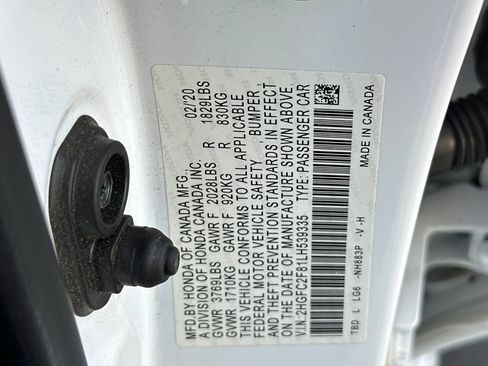 MFD. BY HONDA OF CANADA MFG. 02/20
A DIVISION OF HONDA CANADA INC.
GVWR 3769LBS GAWR F 2028LBS R 1829LBS
GVWR 1710KG GAWR F 920KG R 830KG
THIS VEHICLE CONFORMS TO ALL APPLICABLE
FEDERAL MOTOR VEHICLE SAFETY, BUMPER,
AND THEFT PREVENTION STANDARDS IN EFFECT
ON THE DATE OF MANUFACTURE SHOWN ABOVE.
V.I.N: 2HGFC2F81LH539335 TYPE: PASSENGER CAR
TBD L LG6 -NH883P -V-H MADE IN CANADA